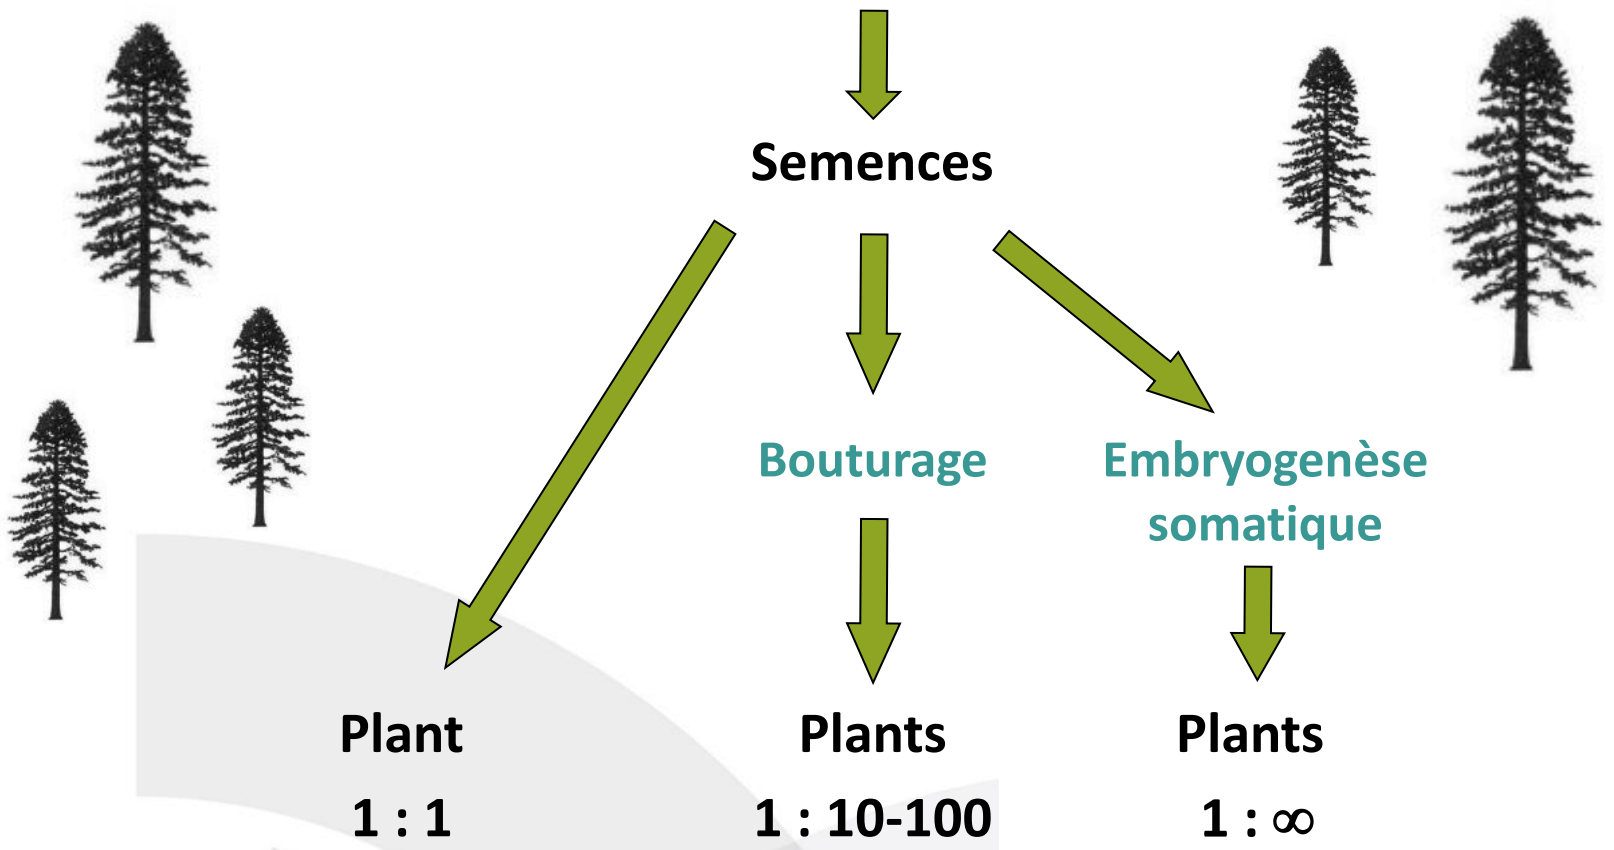 Semences
Bouturage
Embryogenèse
somatique
Plant
Plants
Plants
1 : 1
1 : 10-100
1 : ∞